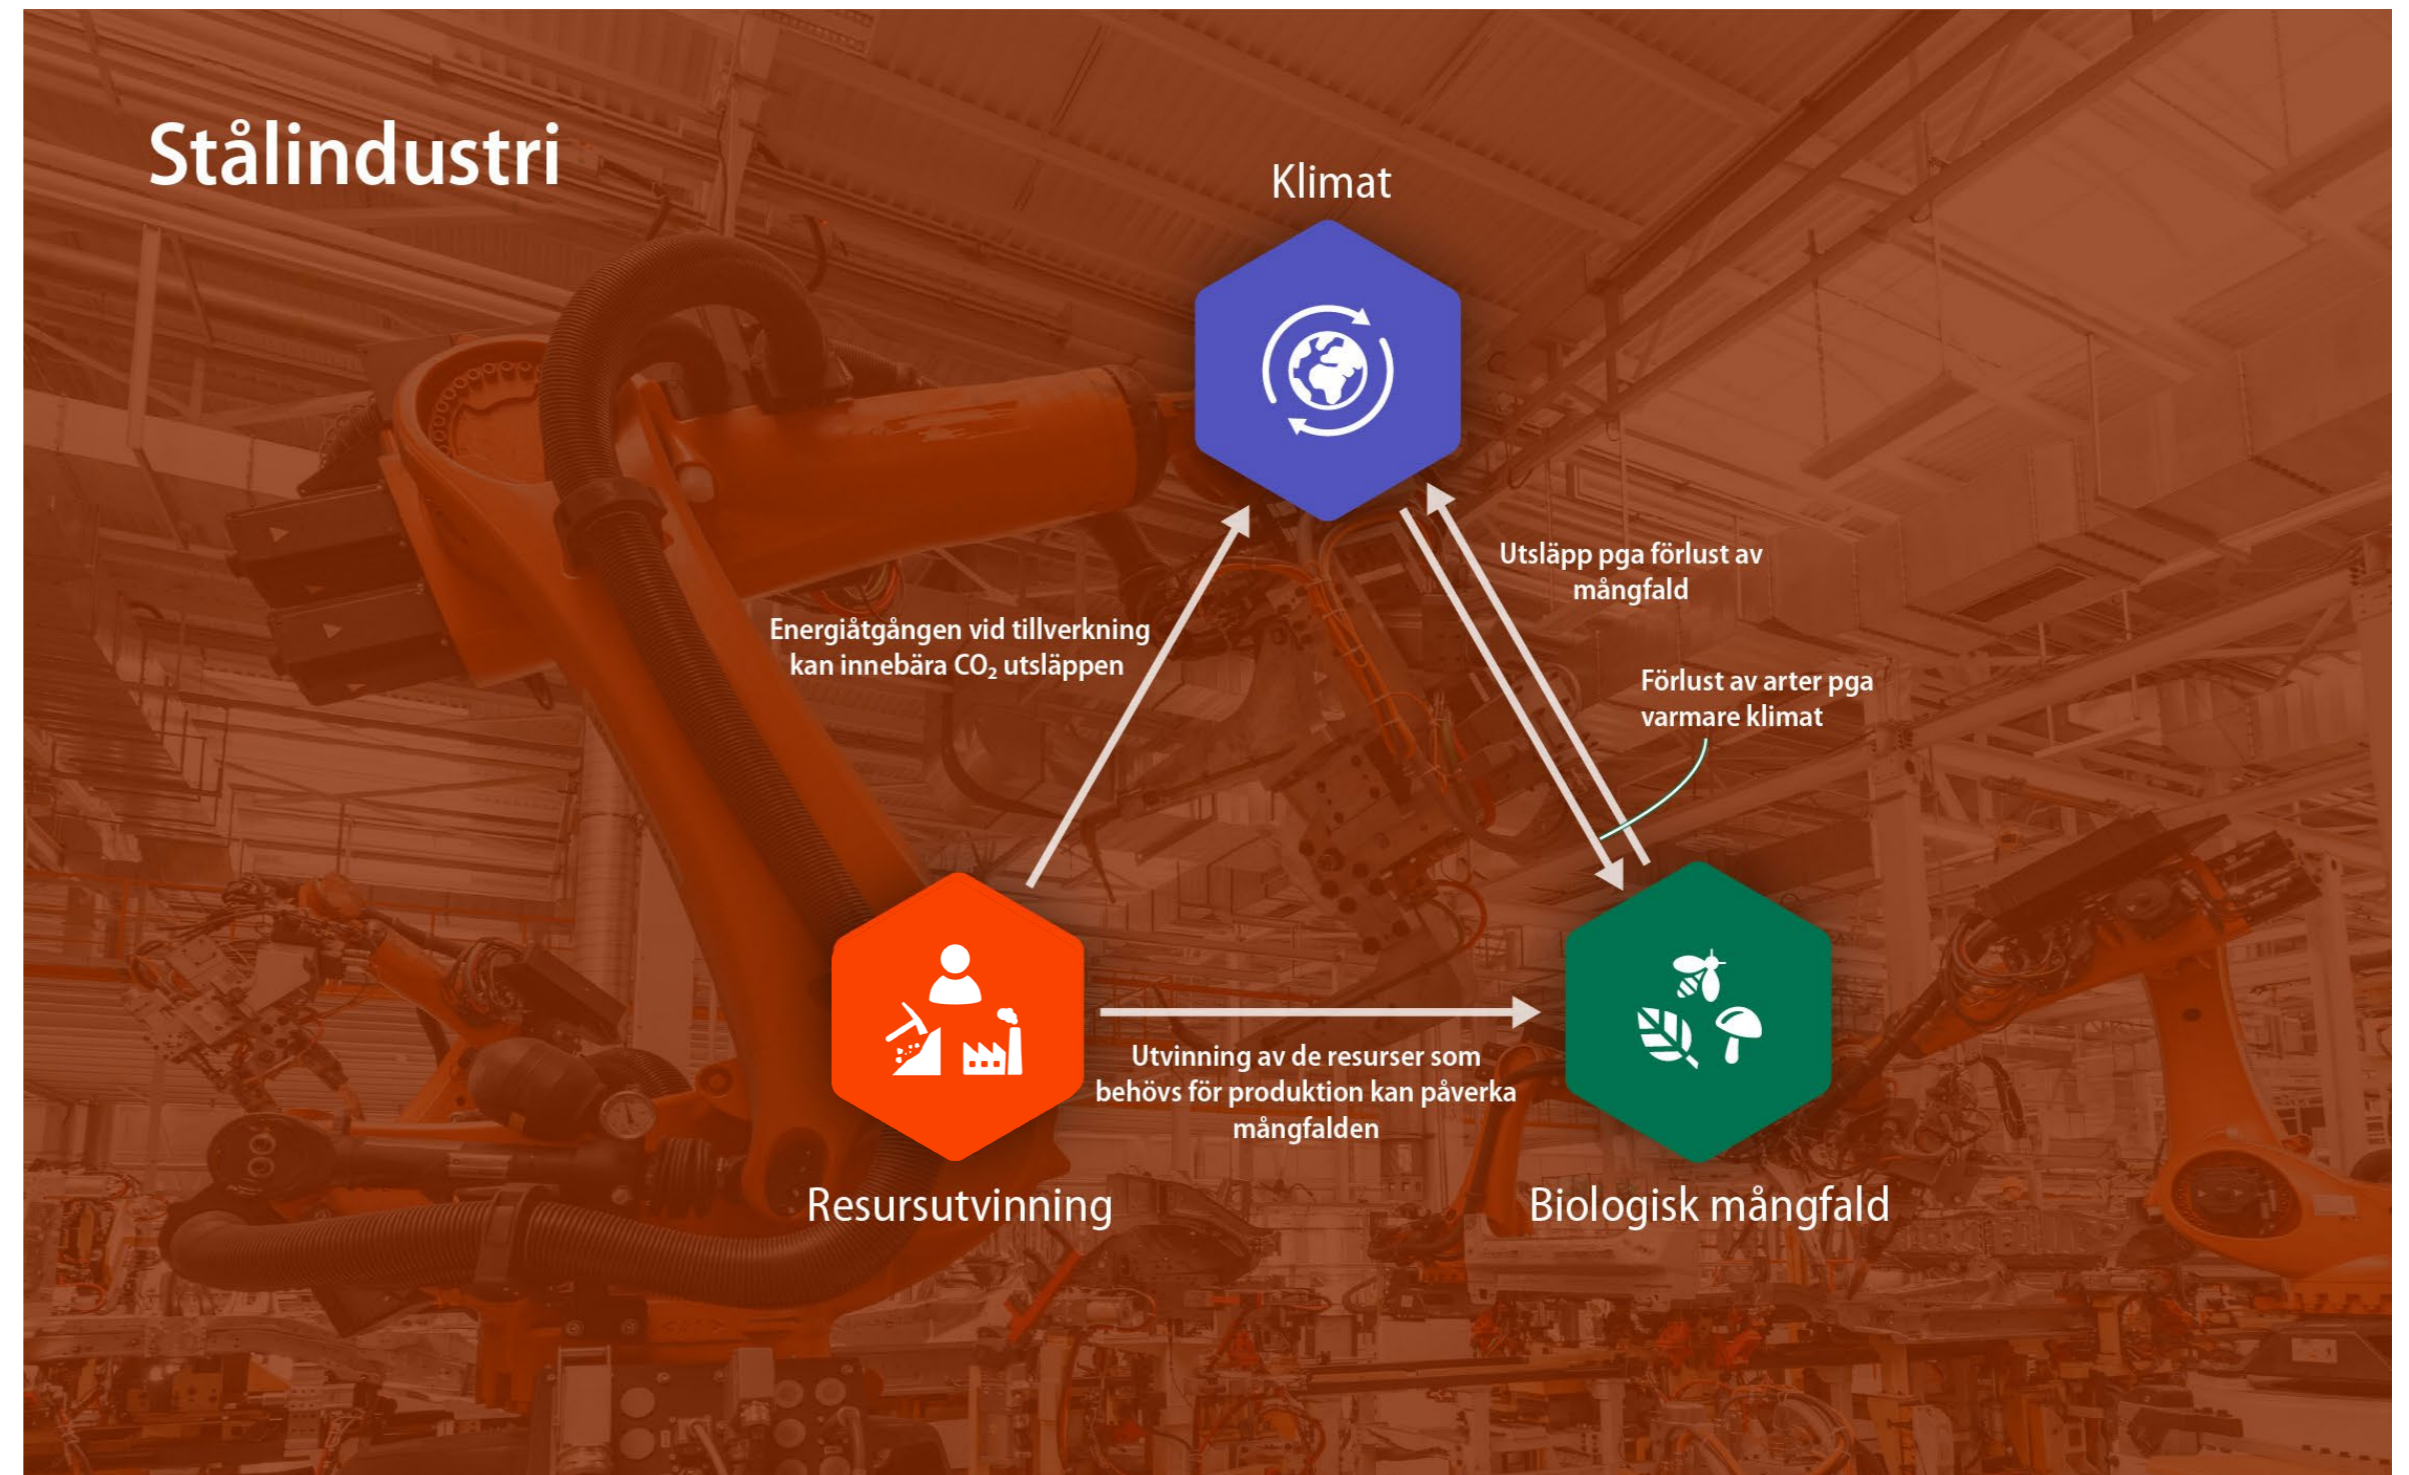 Stålindustri
Klimat
Utsläpp pga förlust av
mångfald
Energiåtgången vid tillverkning
kan innebära CO₂ utsläppen
Förlust av arter pga
varmare klimat
Utvinning av de resurser som
behövs för produktion kan påverka
mångfalden
Resursutvinning
Biologisk mångfald